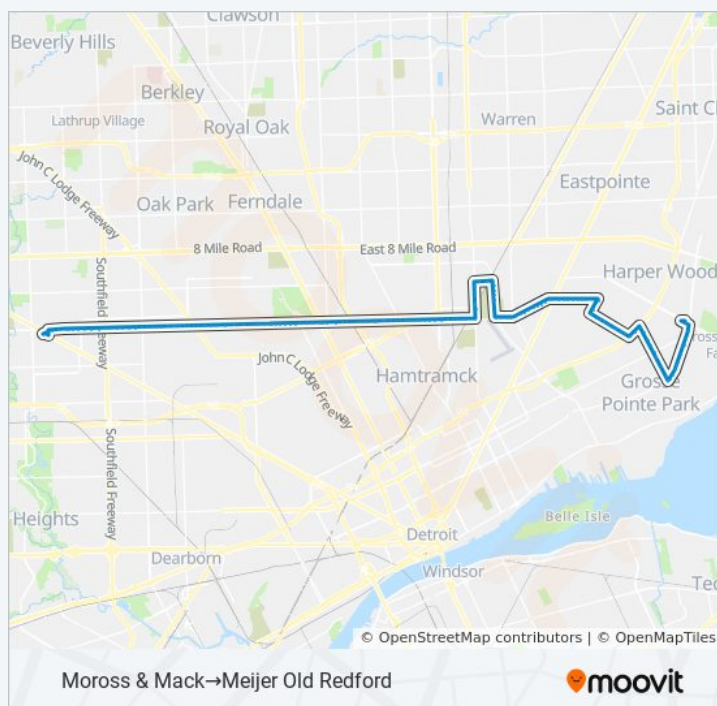 Clawson
Beverly Hills
Berkley
Warren
Saint C
Lathrup Village
Royal Oak
John C Lodge Freeway
Eastpointe
Oak Park
Ferndale
8 Mile Road
East 8 Mile Road
Southfield Freeway
Harper Wood
John C Lodge Freeway
Hamtramck
Grosse
Pointe Park
Southfield Freeway
Heights
Belle Isle
Detroit
Dearborn
Windsor
Tec
© OpenStreetMap contributors | © OpenMapTiles
Moross & Mack→Meijer Old Redford
moovit